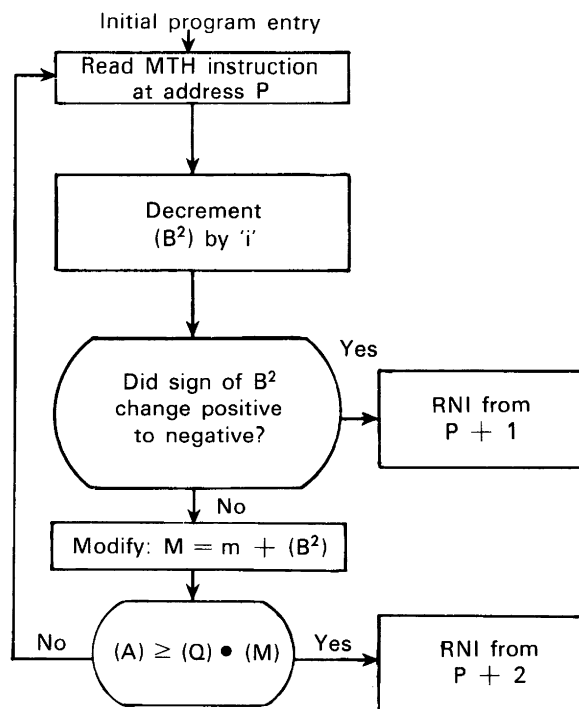 Initial program entry
Read MTH instruction
at address P
Decrement
(B²) by 'i'
Did sign of B²
change positive
to negative?
Yes
RNI from
P + 1
No
Modify: M = m + (B²)
(A) ≥ (Q) • (M)
No
Yes
RNI from
P + 2